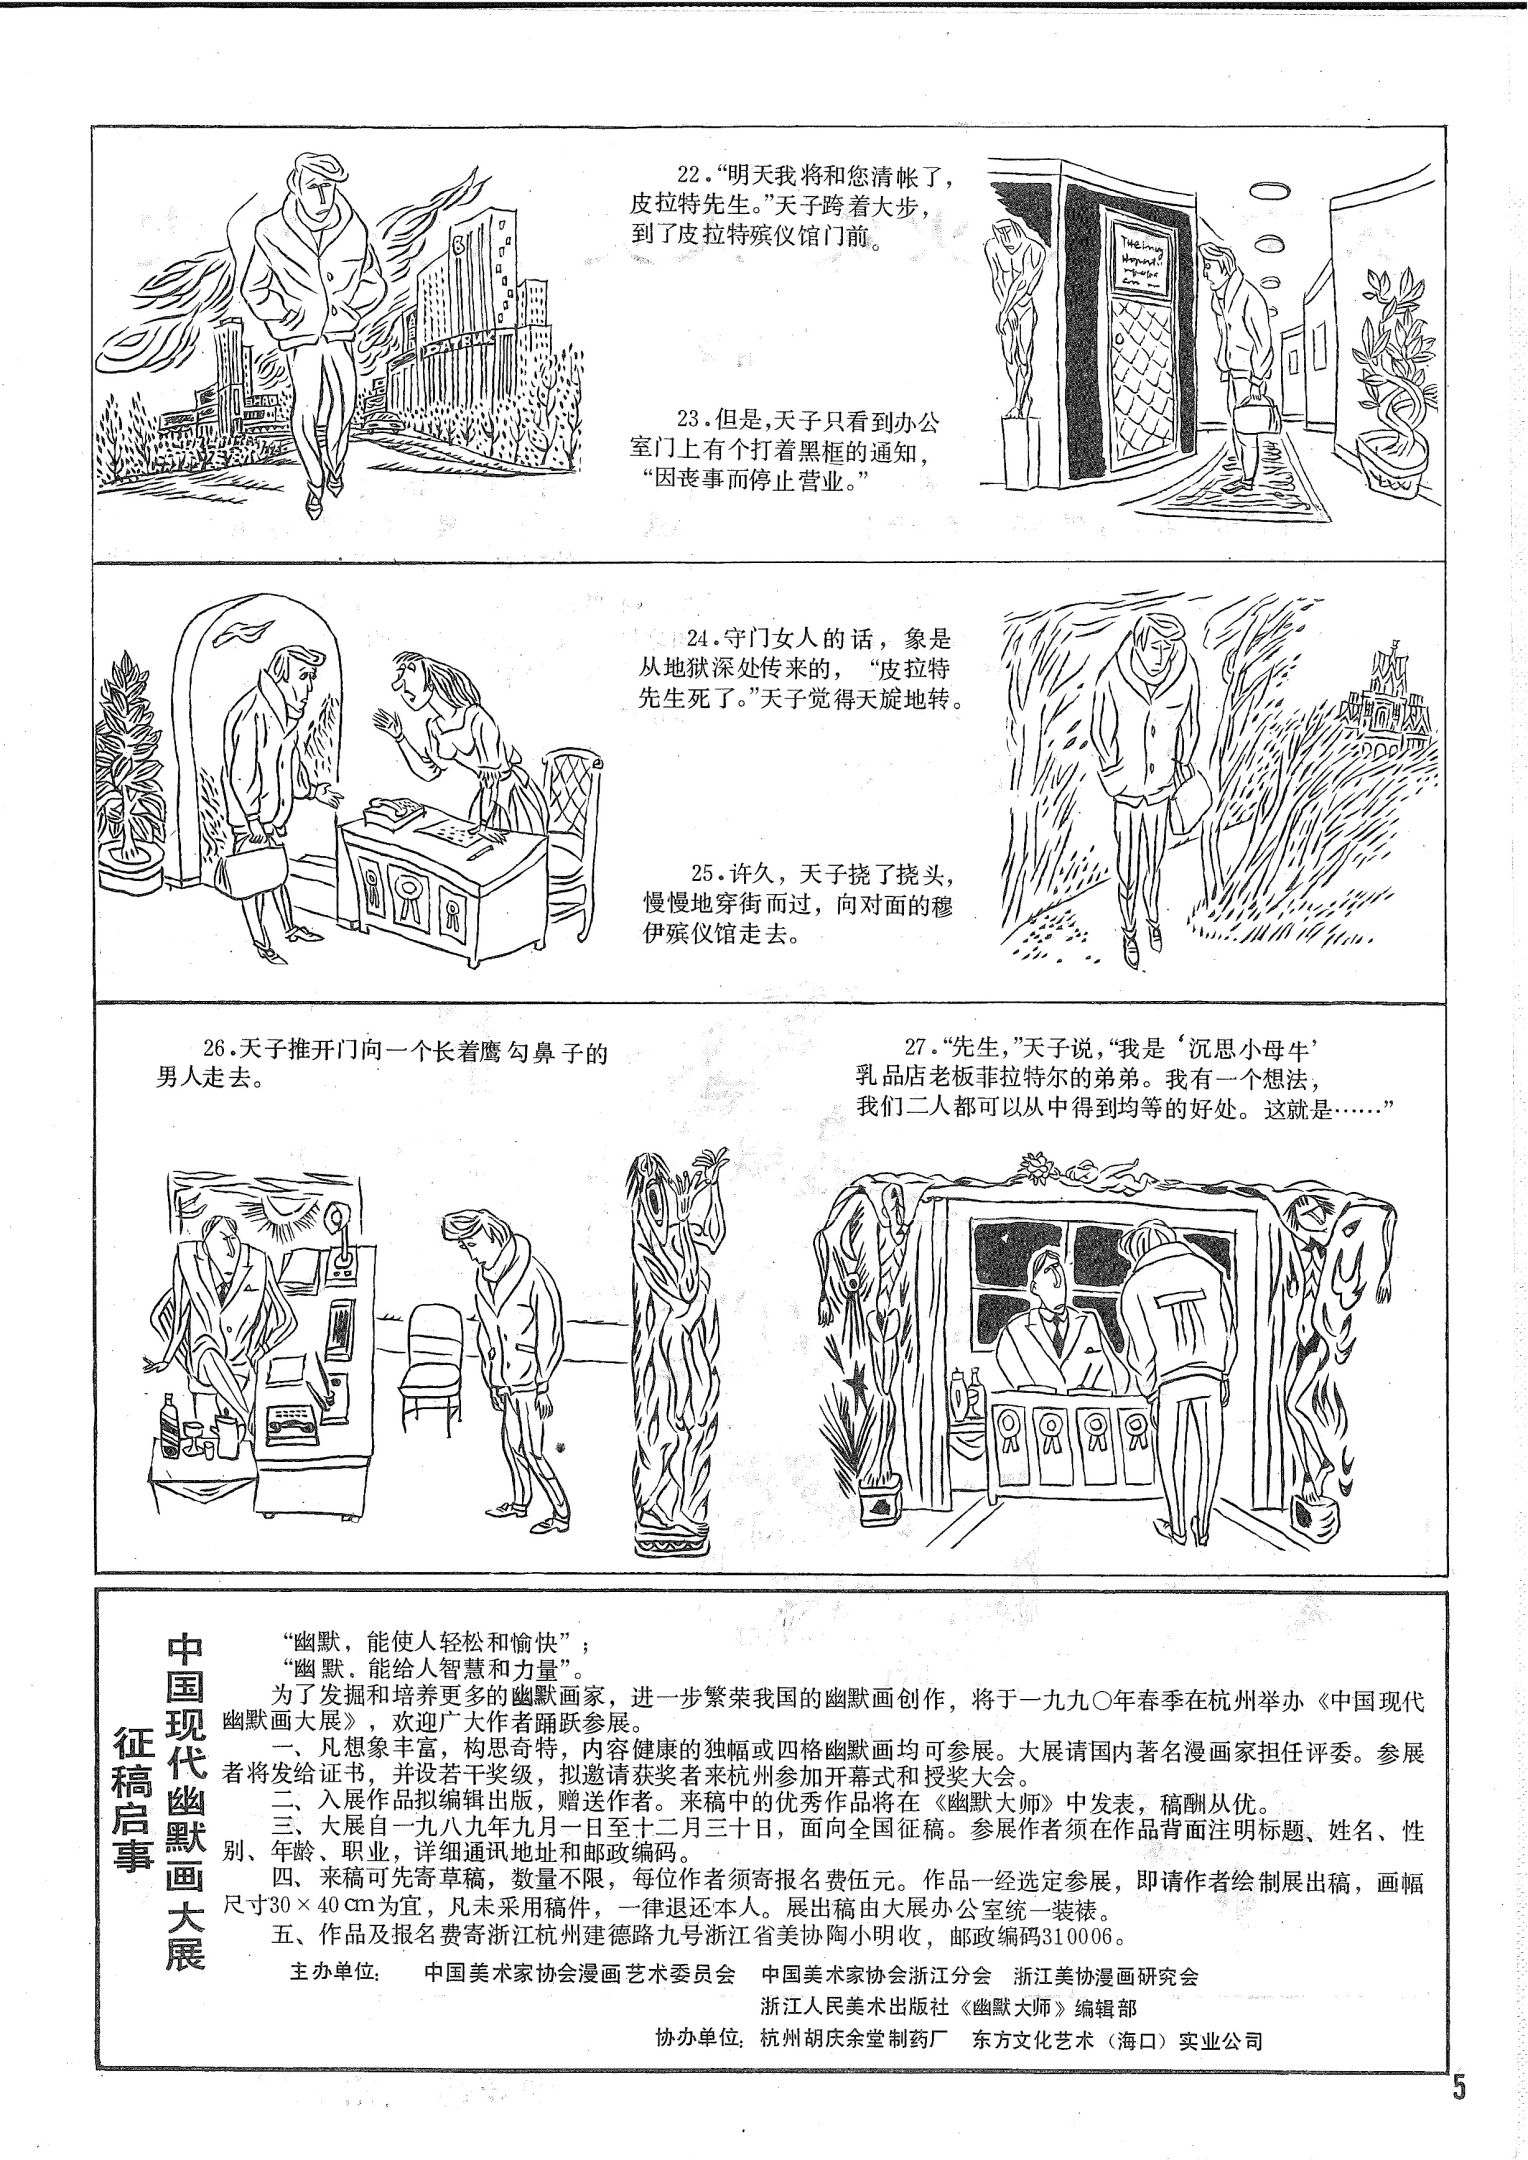 22.“明天我将和您清帐了，
皮拉特先生。”天子跨着大步，
到了皮拉特殡仪馆门前。
23.但是，天子只看到办公
室门上有个打着黑框的通知，
“因丧事而停止营业。”
24.守门女人的话，象是
从地狱深处传来的，“皮拉特
先生死了。”天子觉得天旋地转。
25.许久，天子挠了挠头，
慢慢地穿街而过，向对面的穆
伊殡仪馆走去。
26.天子推开门向一个长着鹰勾鼻子的
男人走去。
27.“先生，”天子说，“我是‘沉思小母牛’
乳品店老板菲拉特尔的弟弟。我有一个想法，
我们二人都可以从中得到均等的好处。这就是……”
中国现代幽默画大展
征稿启事
“幽默，能使人轻松和愉快”；
“幽默，能给人智慧和力量”。
为了发掘和培养更多的幽默画家，进一步繁荣我国的幽默画创作，将于一九九〇年春季在杭州举办《中国现代
幽默画大展》，欢迎广大作者踊跃参展。
一、凡想象丰富，构思奇特，内容健康的独幅或四格幽默画均可参展。大展请国内著名漫画家担任评委。参展
者将发给证书，并设若干奖级，拟邀请获奖者来杭州参加开幕式和授奖大会。
二、入展作品拟编辑出版，赠送作者。来稿中的优秀作品将在《幽默大师》中发表，稿酬从优。
三、大展自一九八九年九月一日至十二月三十日，面向全国征稿。参展作者须在作品背面注明标题、姓名、性
别、年龄、职业，详细通讯地址和邮政编码。
四、来稿可先寄草稿，数量不限，每位作者须寄报名费伍元。作品一经选定参展，即请作者绘制展出稿，画幅
尺寸30×40cm为宜，凡未采用稿件，一律退还本人。展出稿由大展办公室统一装裱。
五、作品及报名费寄浙江杭州建德路九号浙江省美协陶小明收，邮政编码310006。
主办单位：中国美术家协会漫画艺术委员会 中国美术家协会浙江分会 浙江美协漫画研究会
浙江人民美术出版社《幽默大师》编辑部
协办单位：杭州胡庆余堂制药厂 东方文化艺术（海口）实业公司
5